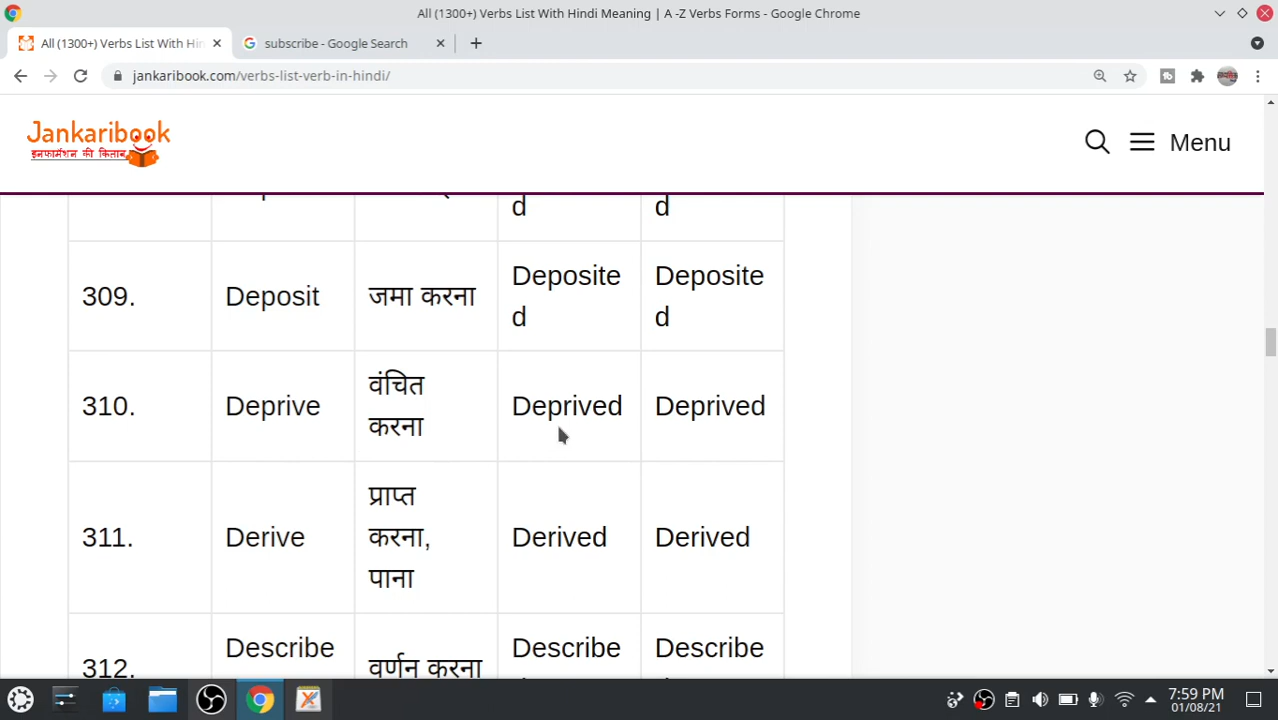 All (1300+) Verbs List With Hindi Meaning | A -Z Verbs Forms - Google Chrome
All (1300+) Verbs List With Hin
subscribe - Google Search
jankaribook.com/verbs-list-verb-in-hindi/
Jankaribook
इनफार्मेशन की किताब
Menu
d d
309. Deposit जमा करना Deposite Deposite
d d
310. Deprive वंचित Deprived Deprived
करना
311. Derive प्राप्त Derived Derived
करना,
पाना
312. Describe वर्णन करना Describe Describe
7:59 PM
01/08/21